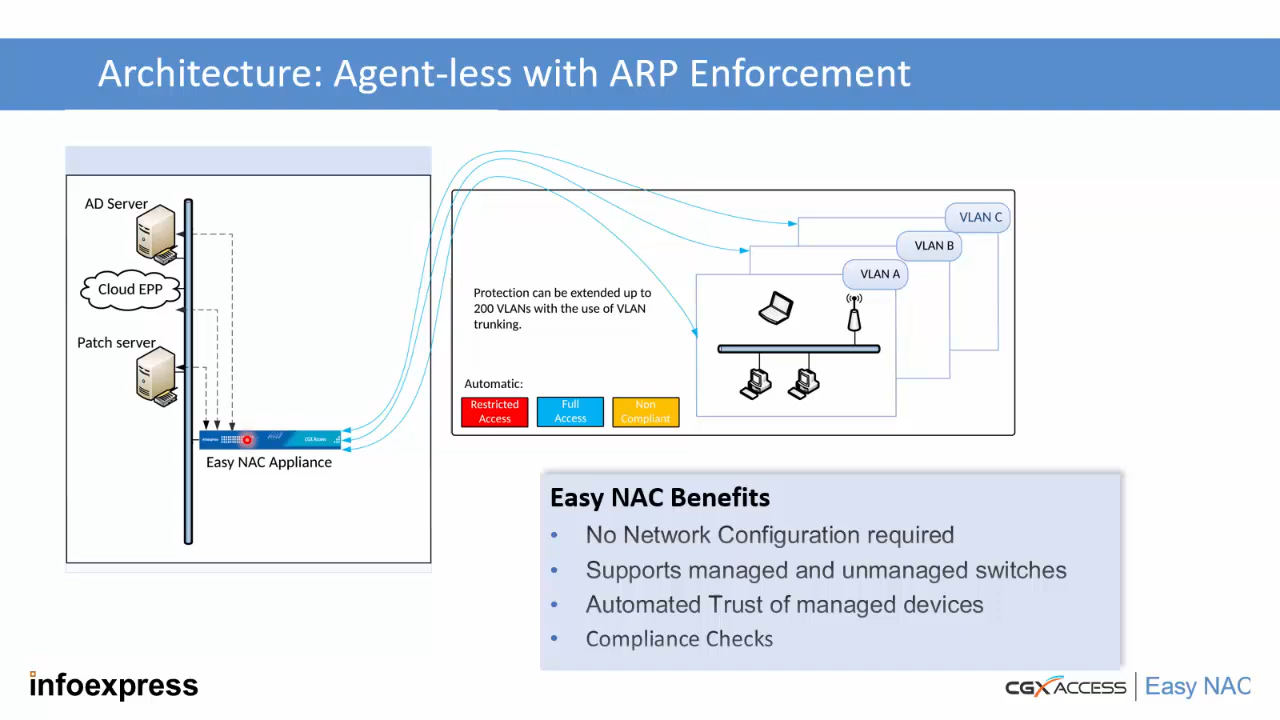 Architecture: Agent-less with ARP Enforcement
AD Server
Cloud EPP
Patch server
infoexpress
CGX Access
Easy NAC Appliance
VLAN C
VLAN B
VLAN A
Protection can be extended up to
200 VLANs with the use of VLAN
trunking.
Automatic:
Restricted
Access
Full
Access
Non
Compliant
Easy NAC Benefits
• No Network Configuration required
• Supports managed and unmanaged switches
• Automated Trust of managed devices
• Compliance Checks
infoexpress
CGXACCESS
Easy NAC